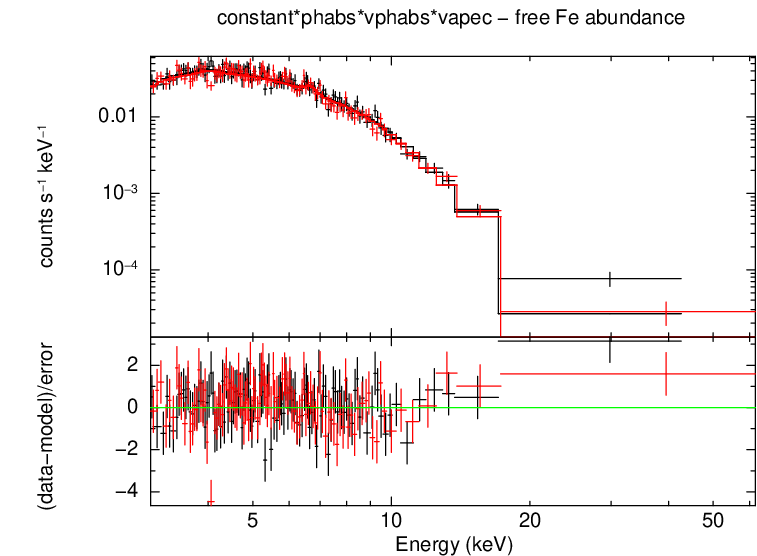 constant*phabs*vphabs*vapec − free Fe abundance
counts s⁻¹ keV⁻¹
0.01
10⁻³
10⁻⁴
(data−model)/error
2
0
−2
−4
5
10
20
50
Energy (keV)